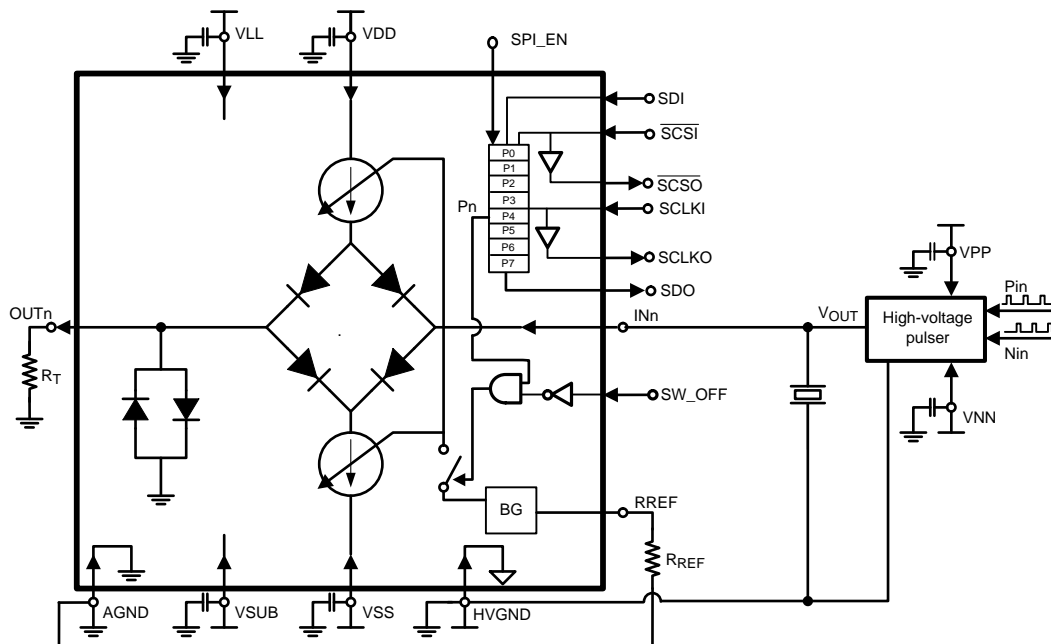 VLL
VDD
SPI_EN
SDI
SCSI
P0
P1
P2
P3
P4
P5
P6
P7
Pn
SCSO
SCLKI
SCLKO
SDO
VPP
Pin
Nin
OUTn
INn
VOUT
High-voltage
pulser
RT
SW_OFF
VNN
BG
RREF
RREF
AGND
VSUB
VSS
HVGND